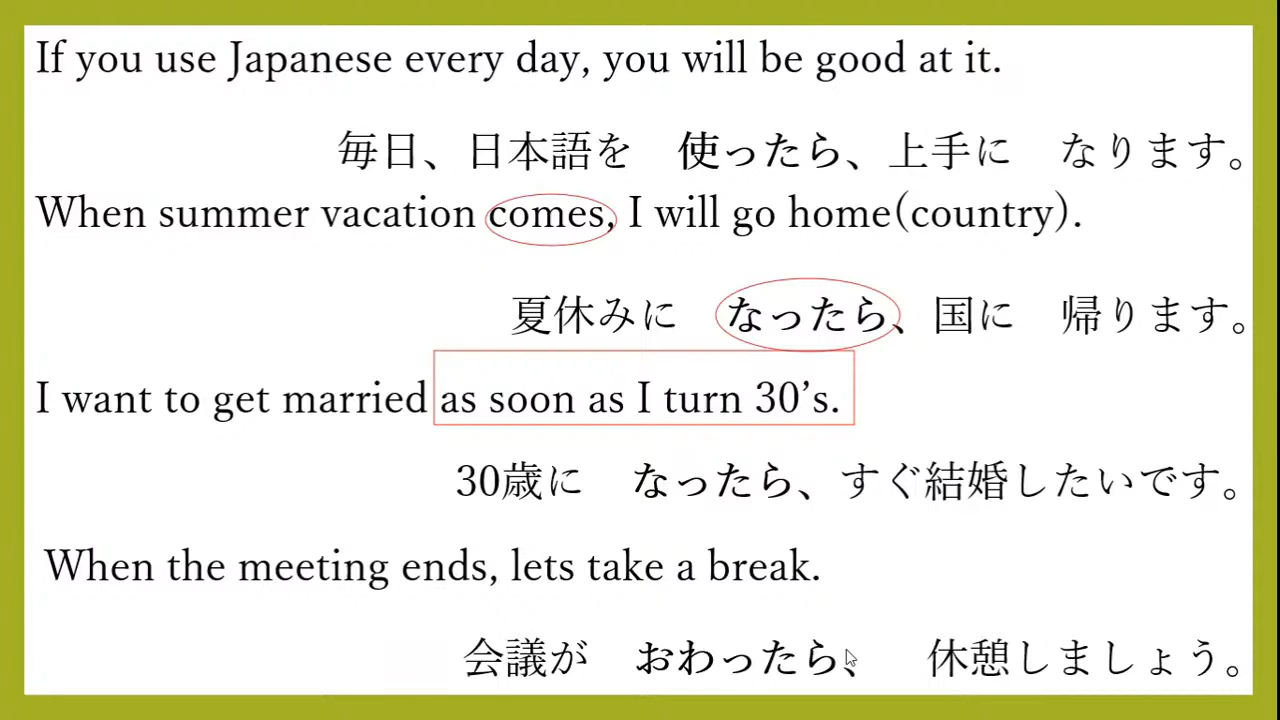 If you use Japanese every day, you will be good at it.
毎日、日本語を　使ったら、上手に　なります。
When summer vacation comes, I will go home(country).
夏休みに　なったら、国に　帰ります。
I want to get married as soon as I turn 30’s.
30歳に　なったら、すぐ結婚したいです。
When the meeting ends, lets take a break.
会議が　おわったら、　休憩しましょう。